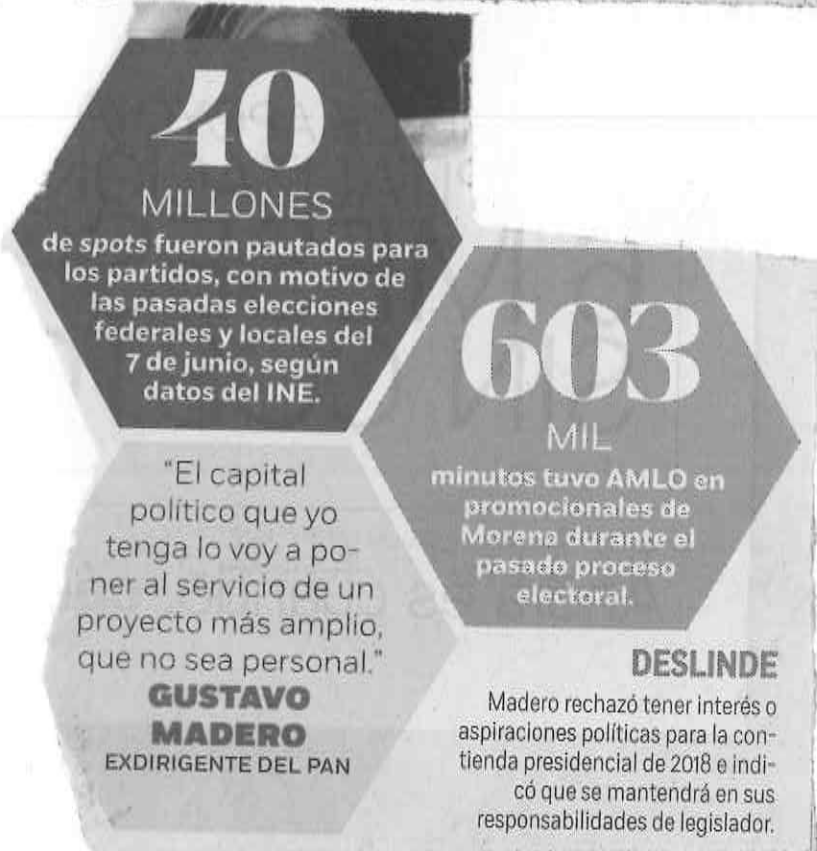 40
MILLONES
de spots fueron pautados para
los partidos, con motivo de
las pasadas elecciones
federales y locales del
7 de junio, según
datos del INE.
603
MIL
minutos tuvo AMLO en
promocionales de
Morena durante el
pasado proceso
electoral.
"El capital
político que yo
tenga lo voy a po-
ner al servicio de un
proyecto más amplio,
que no sea personal."
GUSTAVO
MADERO
EXDIRIGENTE DEL PAN
DESLINDE
Madero rechazó tener interés o
aspiraciones políticas para la con-
tienda presidencial de 2018 e indi-
có que se mantendrá en sus
responsabilidades de legislador.